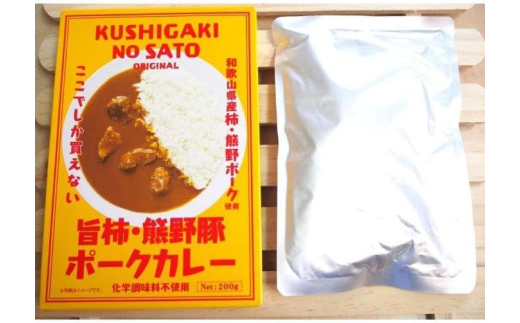 KUSHIGAKI
NO SATO
ORIGINAL
和歌山県産柿・熊野ポーク使用
ここでしか買えない
旨柿・熊野豚
ポークカレー
化学調味料不使用
Net:200g